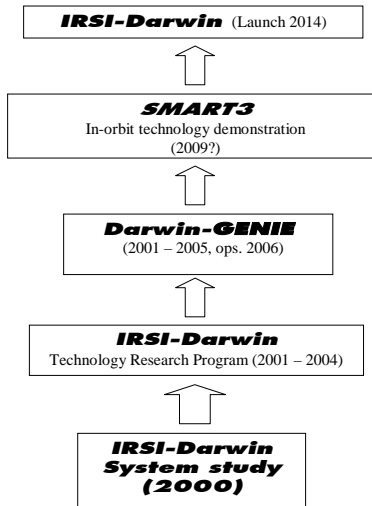 IRSI-Darwin (Launch 2014)
SMART3
In-orbit technology demonstration
(2009?)
Darwin-GENIE
(2001 – 2005, ops. 2006)
IRSI-Darwin
Technology Research Program (2001 – 2004)
IRSI-Darwin
System study
(2000)